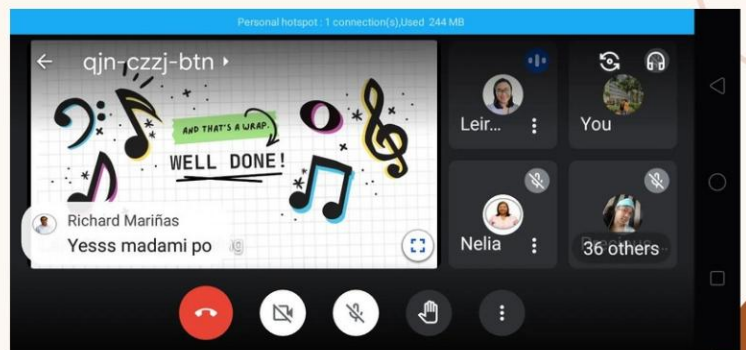 Personal hotspot : 1 connection(s),Used 244 MB
qjn-czzj-btn
AND THAT'S A WRAP.
WELL DONE!
Richard Mariñas
Yesss madami po
Leir...
You
Nelia
36 others